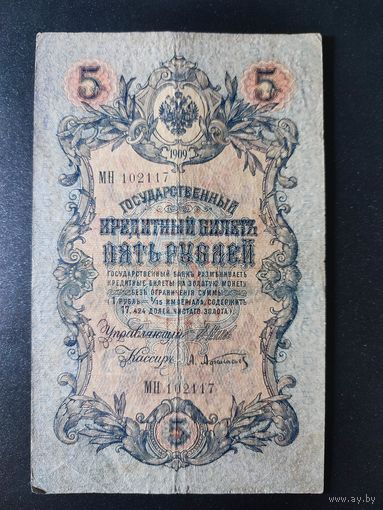 5 5
1909
МН 102117
ГОСУДАРСТВЕННЫЙ
КРЕДИТНЫЙ БИЛЕТЪ
ПЯТЬ РУБЛЕЙ
ГОСУДАРСТВЕННЫЙ БАНКЪ РАЗМѢНИВАЕТЪ
КРЕДИТНЫЕ БИЛЕТЫ НА ЗОЛОТУЮ МОНЕТУ
БЕЗЪ ОГРАНИЧЕНІЯ СУММЫ
(1 РУБЛЬ = 1/15 ИМПЕРІАЛА, СОДЕРЖИТЪ
17,424 ДОЛЕЙ ЧИСТАГО ЗОЛОТА).
Управляющій
Кассиръ
МН 102117
5
ay.by